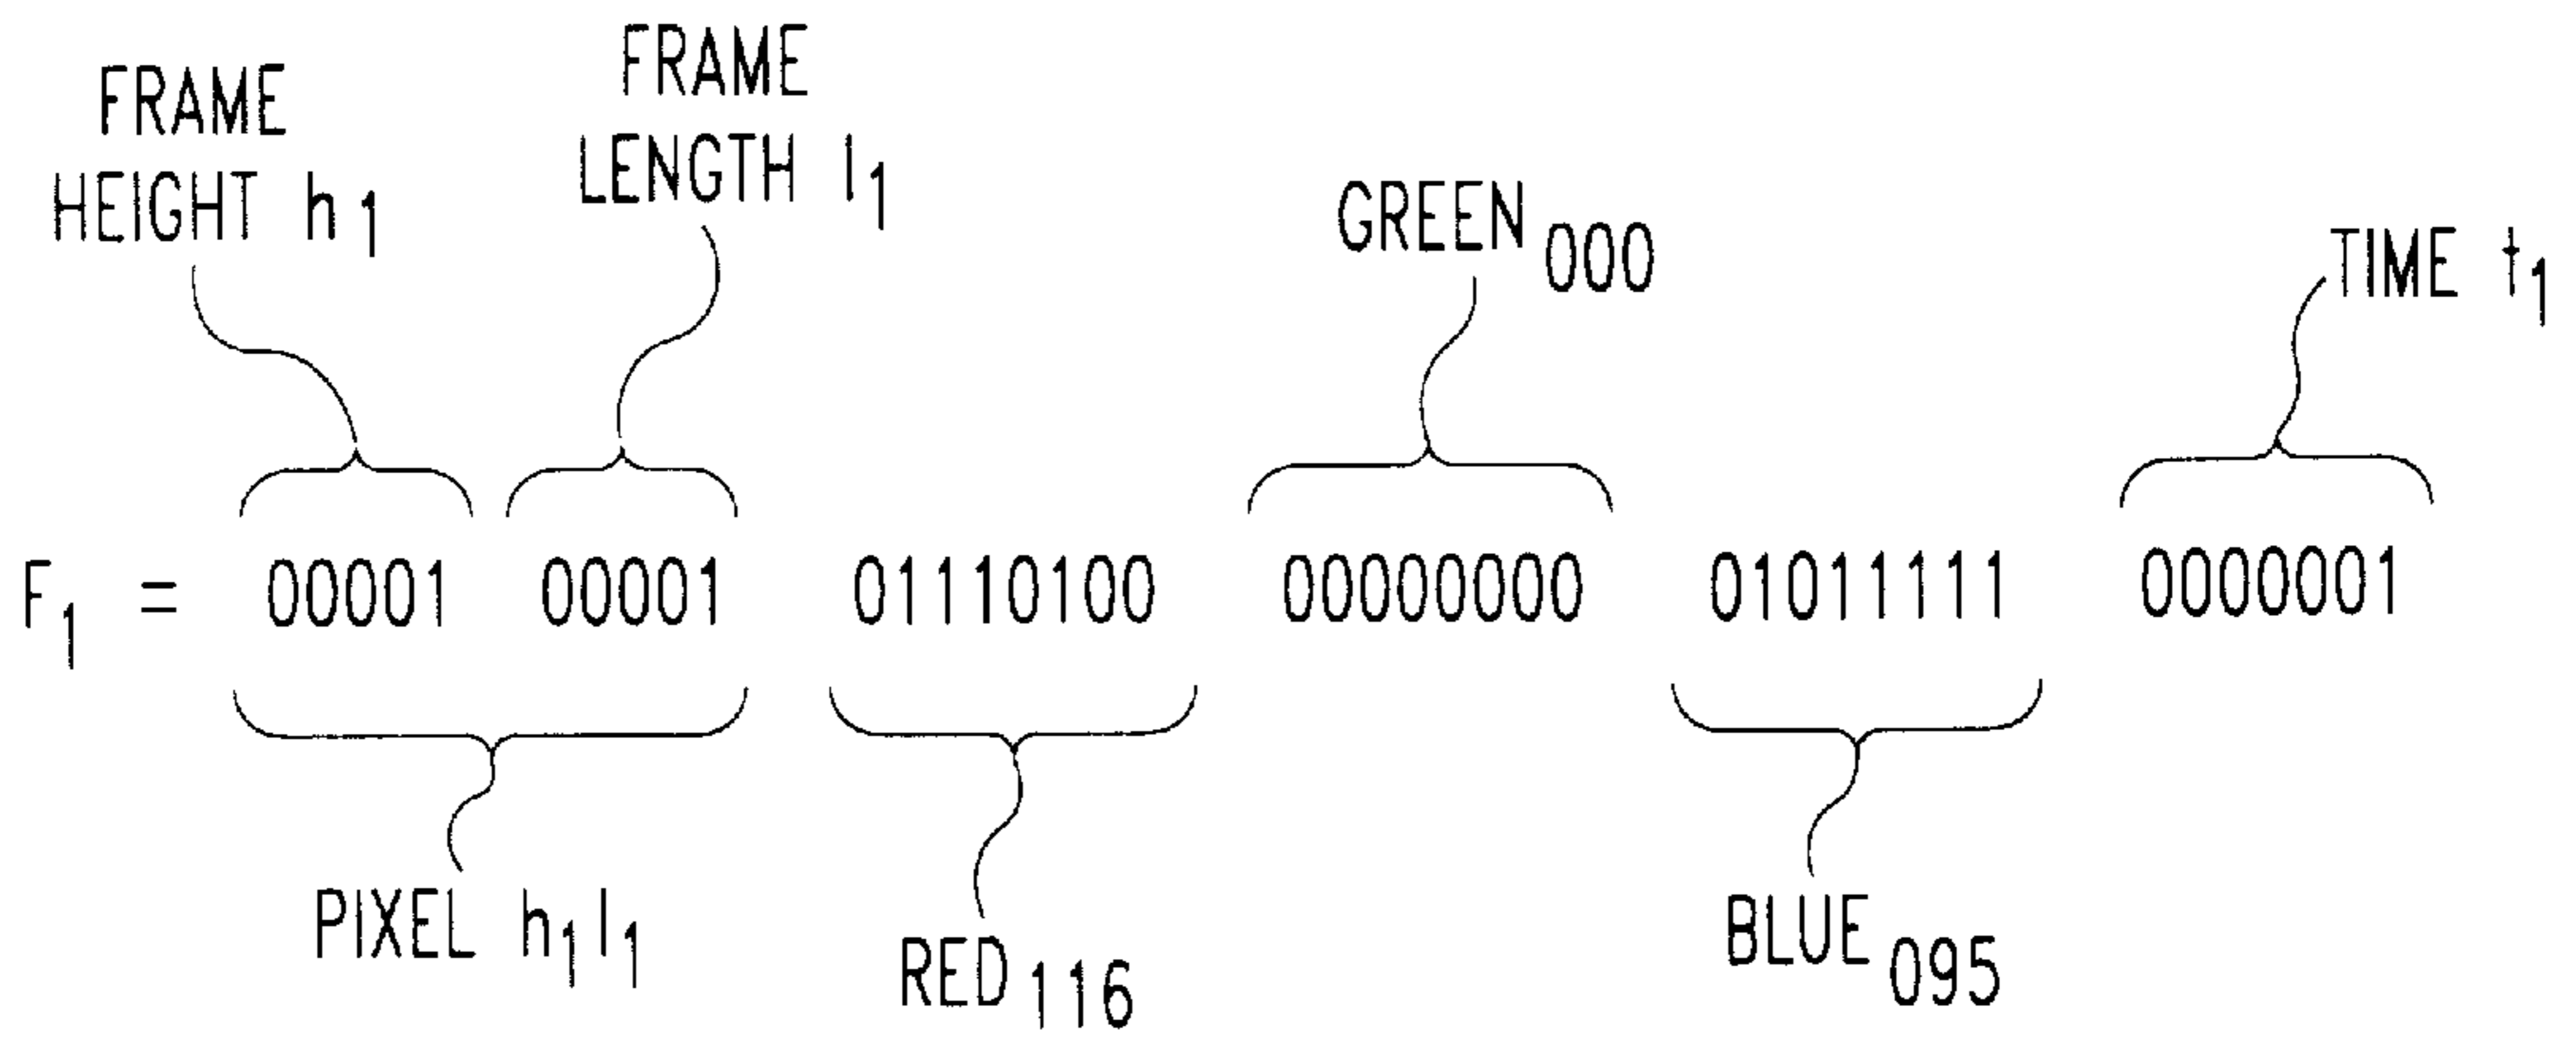 FRAME
HEIGHT h1
FRAME
LENGTH l1
GREEN000
TIME t1
F1 = 00001 00001 01110100 00000000 01011111 0000001
PIXEL h1l1
RED116
BLUE095